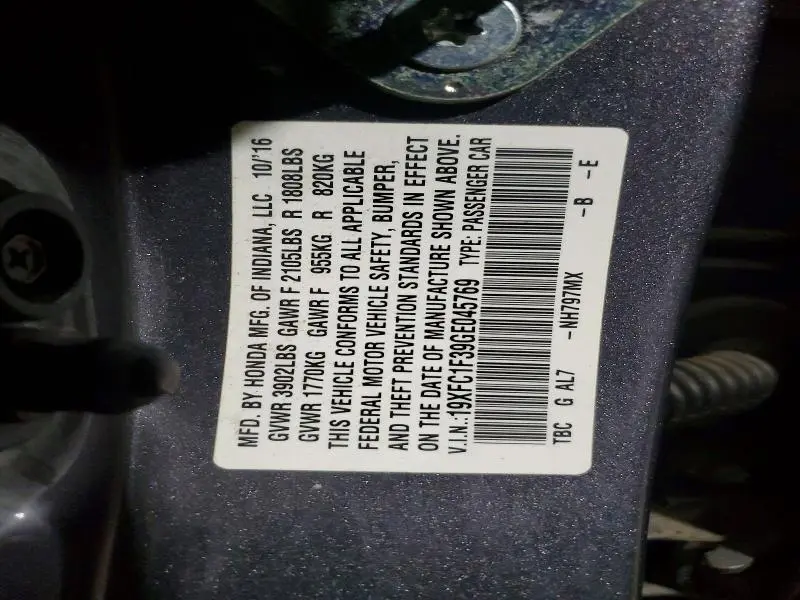 MFD. BY HONDA MFG. OF INDIANA, LLC 10/'16
GVWR 3902LBS GAWR F 2105LBS R 1808LBS
GVWR 1770KG GAWR F 955KG R 820KG
THIS VEHICLE CONFORMS TO ALL APPLICABLE
FEDERAL MOTOR VEHICLE SAFETY, BUMPER,
AND THEFT PREVENTION STANDARDS IN EFFECT
ON THE DATE OF MANUFACTURE SHOWN ABOVE.
V.I.N.:19XFC1F39GE045769 TYPE: PASSENGER CAR
TBC G AL7 -NH797MX -B -E